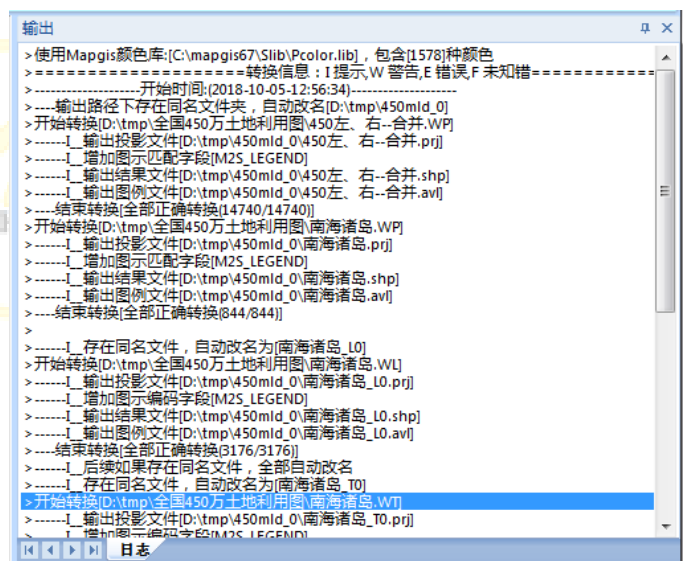 输出
>使用Mapgis颜色库:[C:\mapgis67\Slib\Pcolor.lib]，包含[1578]种颜色
>====================转换信息：I 提示,W 警告,E 错误,F 未知错============
>--------------------开始时间:(2018-10-05-12:56:34)--------------------
>----输出路径下存在同名文件夹，自动改名[D:\tmp\450mld_0]
>开始转换[D:\tmp\全国450万土地利用图\450左、右--合并.WP]
>------I__输出投影文件[D:\tmp\450mld_0\450左、右--合并.prj]
>------I__增加图示匹配字段[M2S_LEGEND]
>------I__输出结果文件[D:\tmp\450mld_0\450左、右--合并.shp]
>------I__输出图例文件[D:\tmp\450mld_0\450左、右--合并.avl]
>----结束转换[全部正确转换(14740/14740)]
>开始转换[D:\tmp\全国450万土地利用图\南海诸岛.WP]
>------I__输出投影文件[D:\tmp\450mld_0\南海诸岛.prj]
>------I__增加图示匹配字段[M2S_LEGEND]
>------I__输出结果文件[D:\tmp\450mld_0\南海诸岛.shp]
>------I__输出图例文件[D:\tmp\450mld_0\南海诸岛.avl]
>----结束转换[全部正确转换(844/844)]
>
>------I__存在同名文件，自动改名为[南海诸岛_L0]
>开始转换[D:\tmp\全国450万土地利用图\南海诸岛.WL]
>------I__输出投影文件[D:\tmp\450mld_0\南海诸岛_L0.prj]
>------I__增加图示编码字段[M2S_LEGEND]
>------I__输出结果文件[D:\tmp\450mld_0\南海诸岛_L0.shp]
>------I__输出图例文件[D:\tmp\450mld_0\南海诸岛_L0.avl]
>----结束转换[全部正确转换(3176/3176)]
>------I__后续如果存在同名文件，全部自动改名
>------I__存在同名文件，自动改名为[南海诸岛_T0]
>开始转换[D:\tmp\全国450万土地利用图\南海诸岛.WT]
>------I__输出投影文件[D:\tmp\450mld_0\南海诸岛_T0.prj]
>------I__增加图示编码字段[M2S_LEGEND]
日志